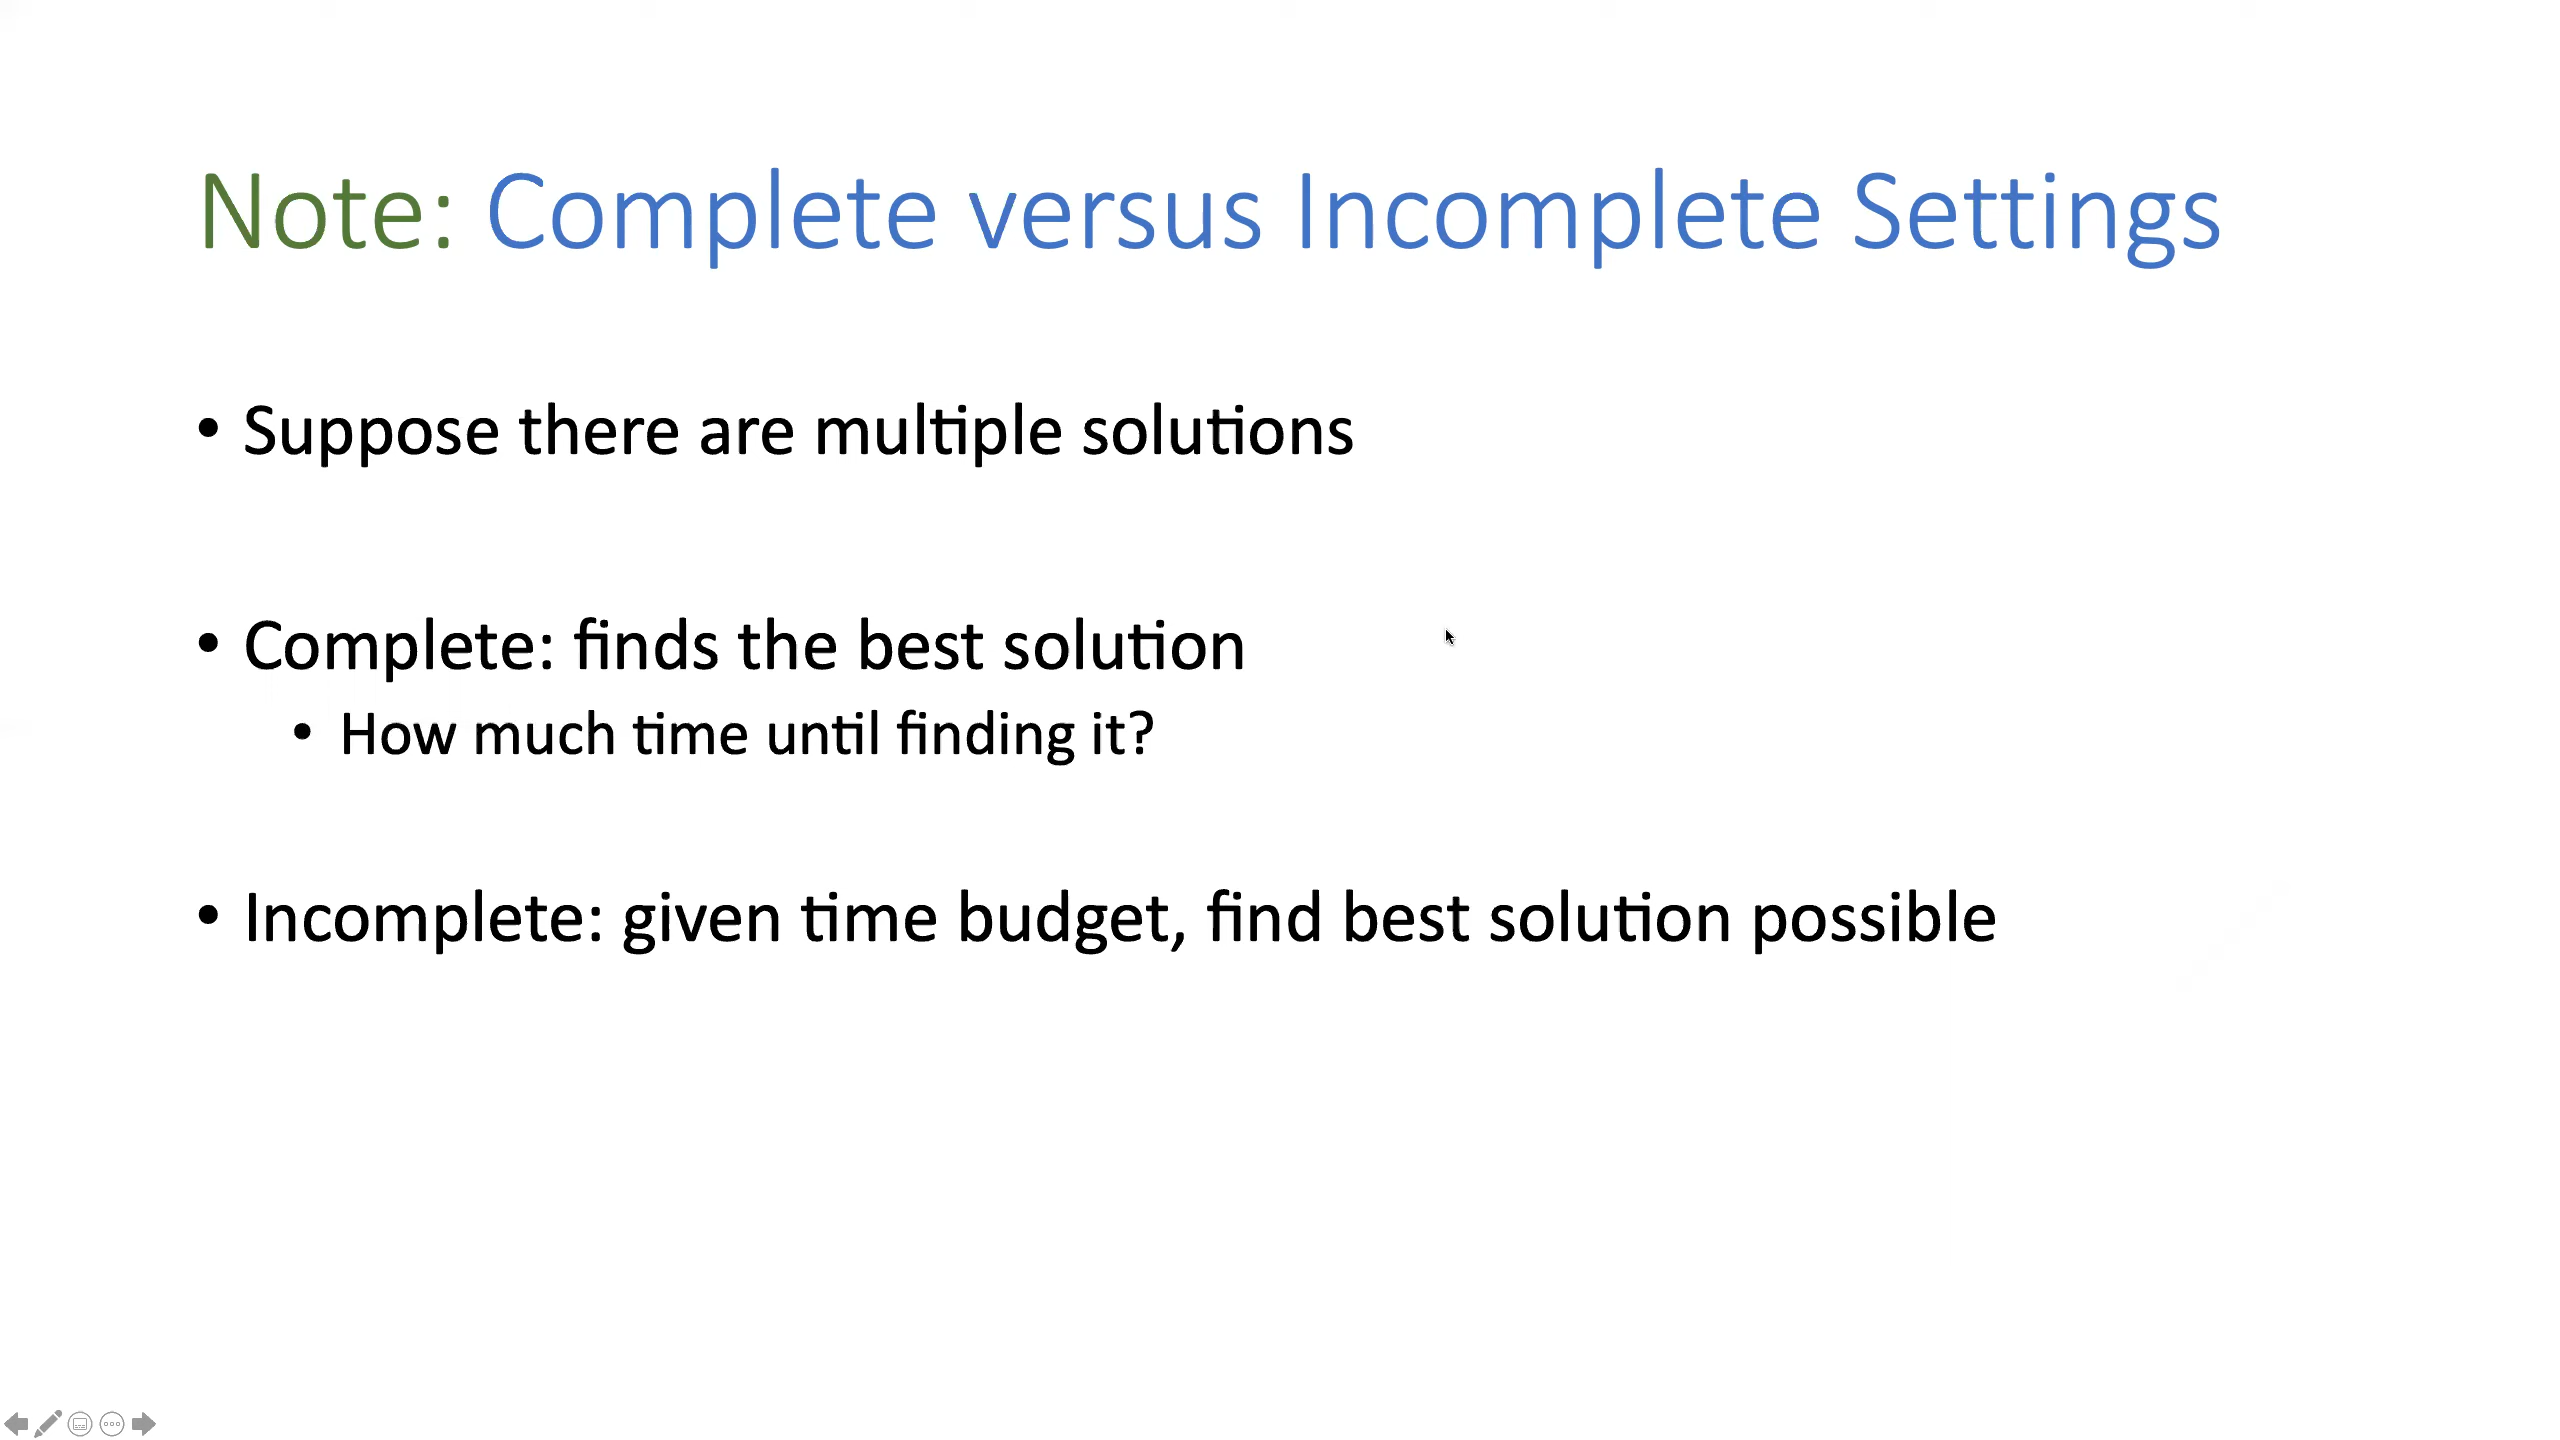 Note: Complete versus Incomplete Settings
• Suppose there are multiple solutions
• Complete: finds the best solution
• How much time until finding it?
• Incomplete: given time budget, find best solution possible